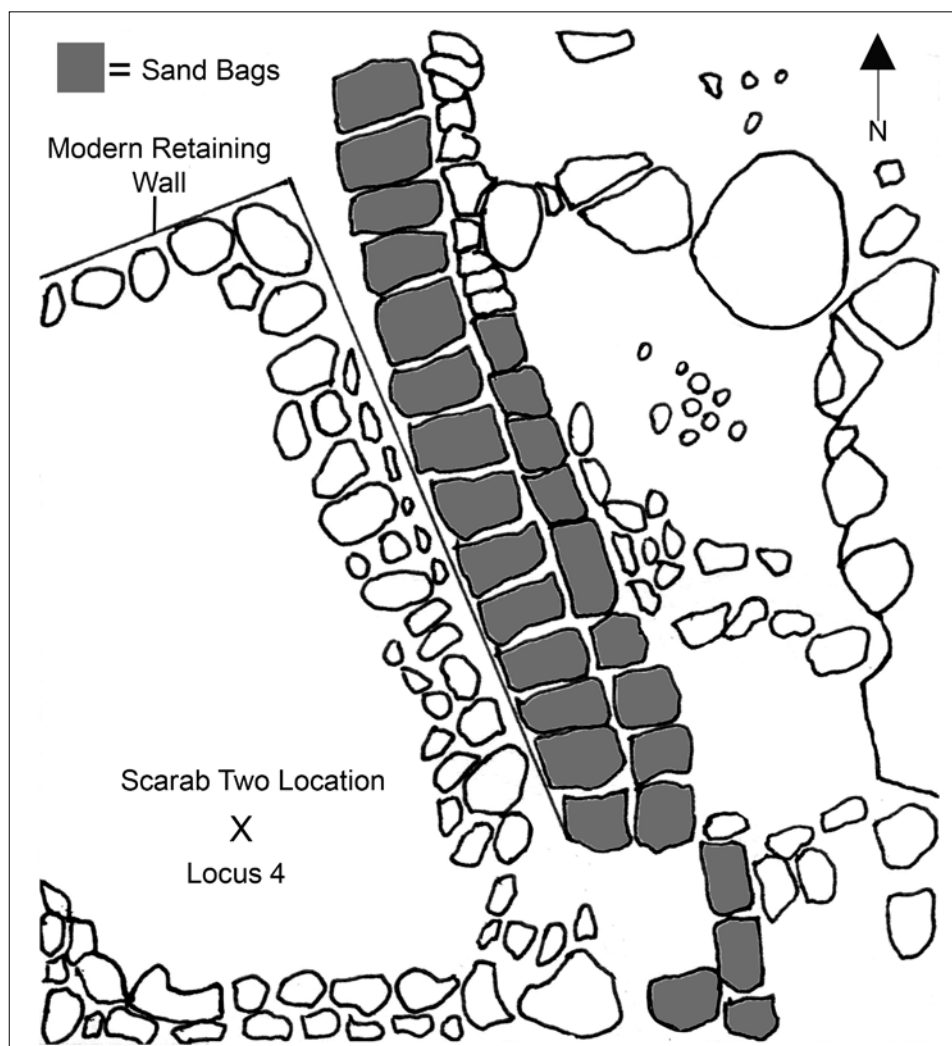 = Sand Bags
N
Modern Retaining
Wall
Scarab Two Location
X
Locus 4